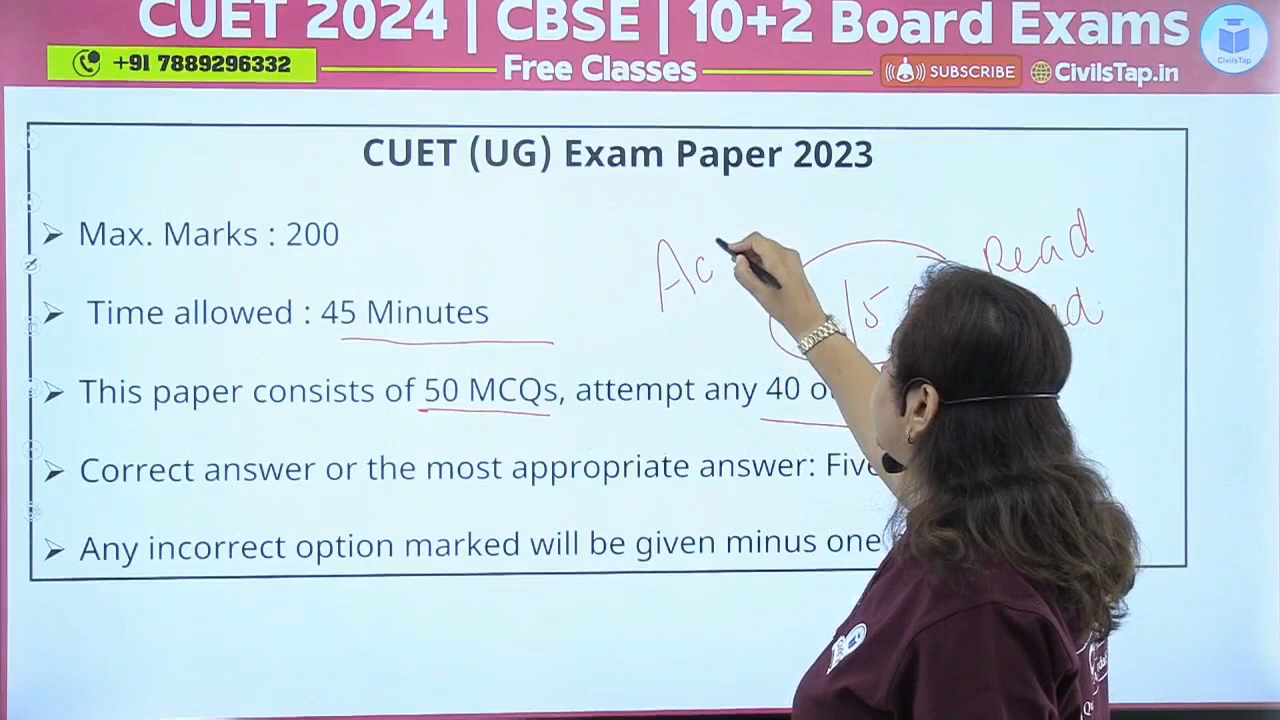 CUET 2024 | CBSE | 10+2 Board Exams
+91 7889296332
Free Classes
SUBSCRIBE
CivilsTap.in
CivilsTap
CUET (UG) Exam Paper 2023
➢ Max. Marks : 200
Ac
Read
➢ Time allowed : 45 Minutes
➢ This paper consists of 50 MCQs, attempt any 40
➢ Correct answer or the most appropriate answer: Five
➢ Any incorrect option marked will be given minus one